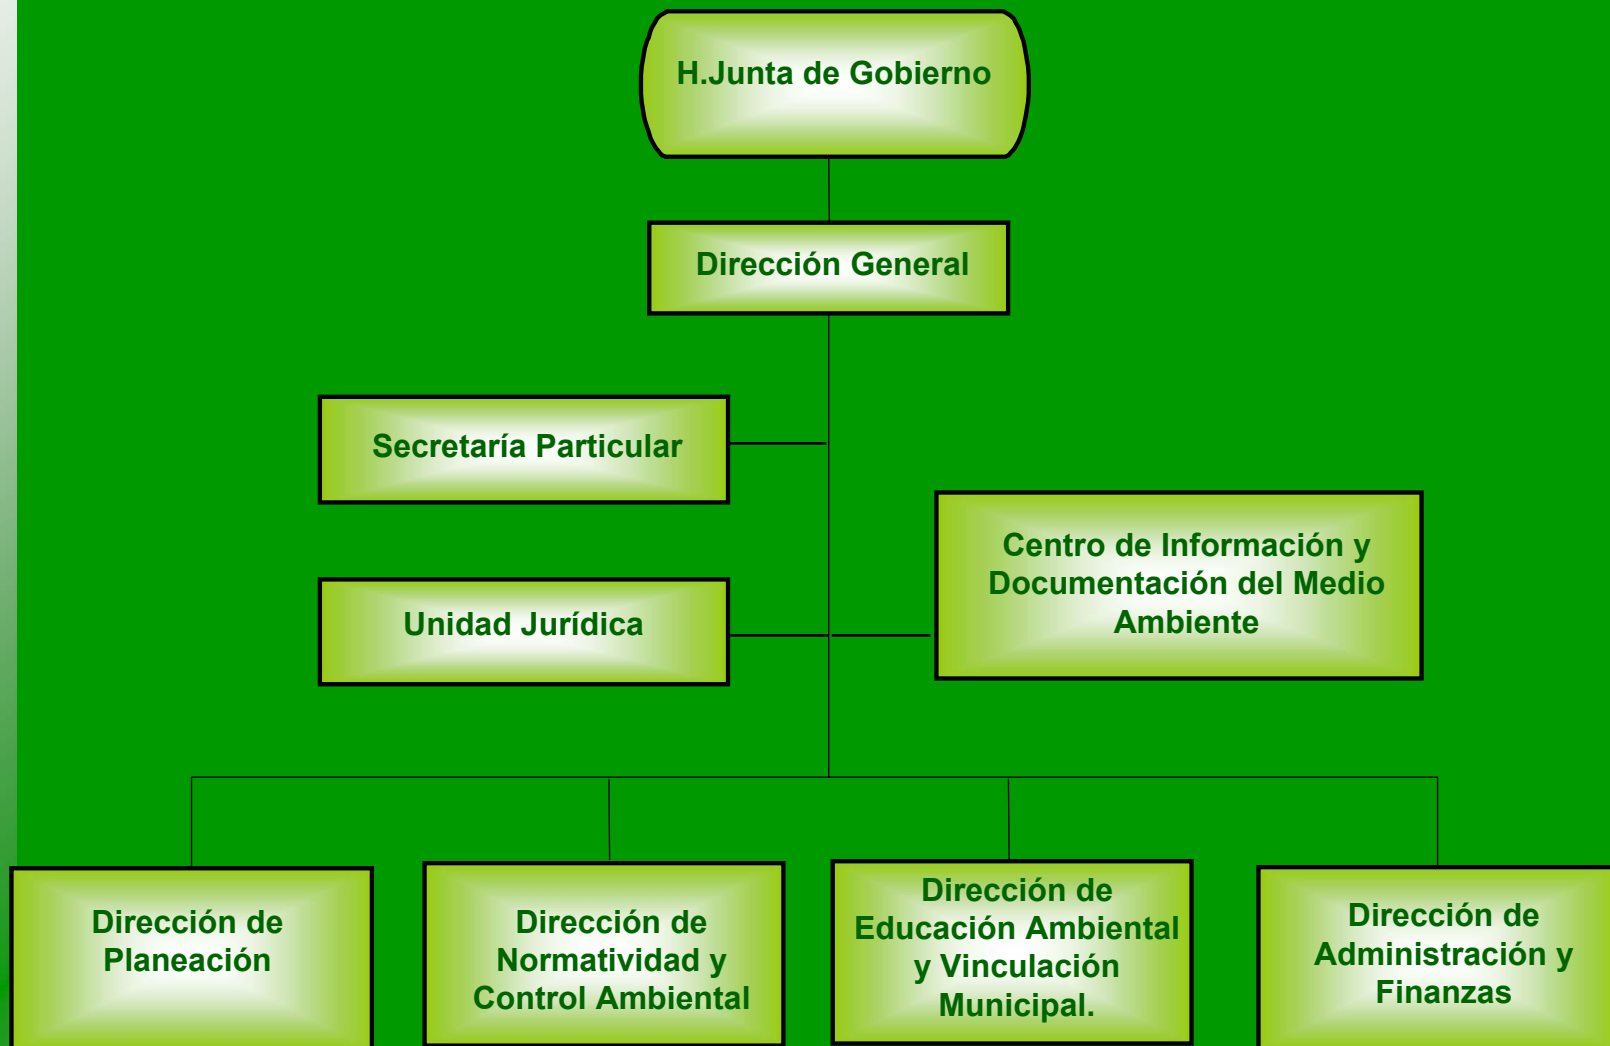 H.Junta de Gobierno
Dirección General
Secretaría Particular
Centro de Información y
Documentación del Medio
Ambiente
Unidad Jurídica
Dirección de
Planeación
Dirección de
Normatividad y
Control Ambiental
Dirección de
Educación Ambiental
y Vinculación
Municipal.
Dirección de
Administración y
Finanzas